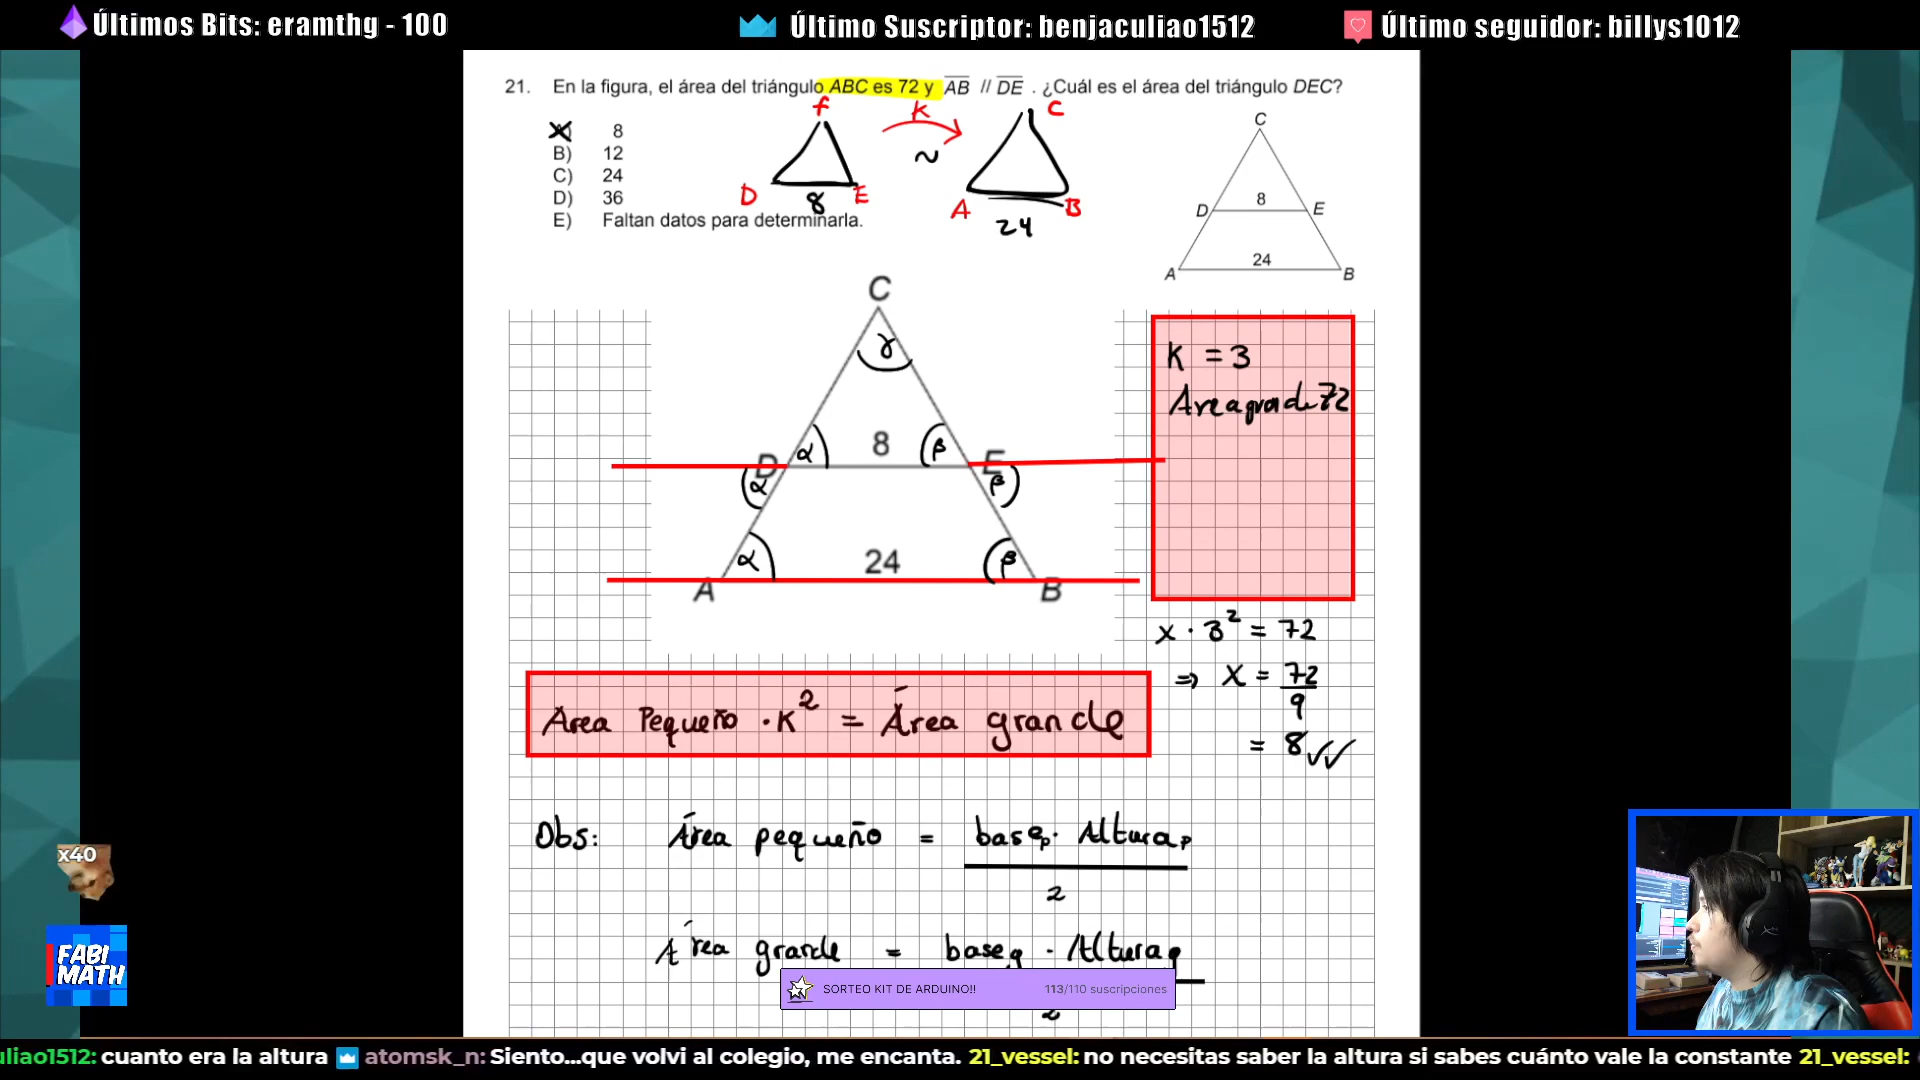 Últimos Bits: eramthg - 100
Último Suscriptor: benjaculiao1512
Último seguidor: billys1012
21. En la figura, el área del triángulo ABC es 72 y AB // DE . ¿Cuál es el área del triángulo DEC?
8
B) 12
C) 24
D) 36
E) Faltan datos para determinarla.
f
D
E
8
k
~
C
A
B
24
C
D
8
E
A
24
B
C
γ
D
α
8
β
E
α
β
α
24
β
A
B
K = 3
Area grande 72
x · 3² = 72
⇒ X = 72
9
= 8
Area Pequeño · K² = Área grande
Obs: Área pequeño = basep · Alturap
2
Área grande = baseg · Alturag
2
x40
FABI
MATH
SORTEO KIT DE ARDUINO!! 113/110 suscripciones
uliao1512: cuanto era la altura atomsk_n: Siento...que volvi al colegio, me encanta. 21_vessel: no necesitas saber la altura si sabes cuánto vale la constante 21_vessel: